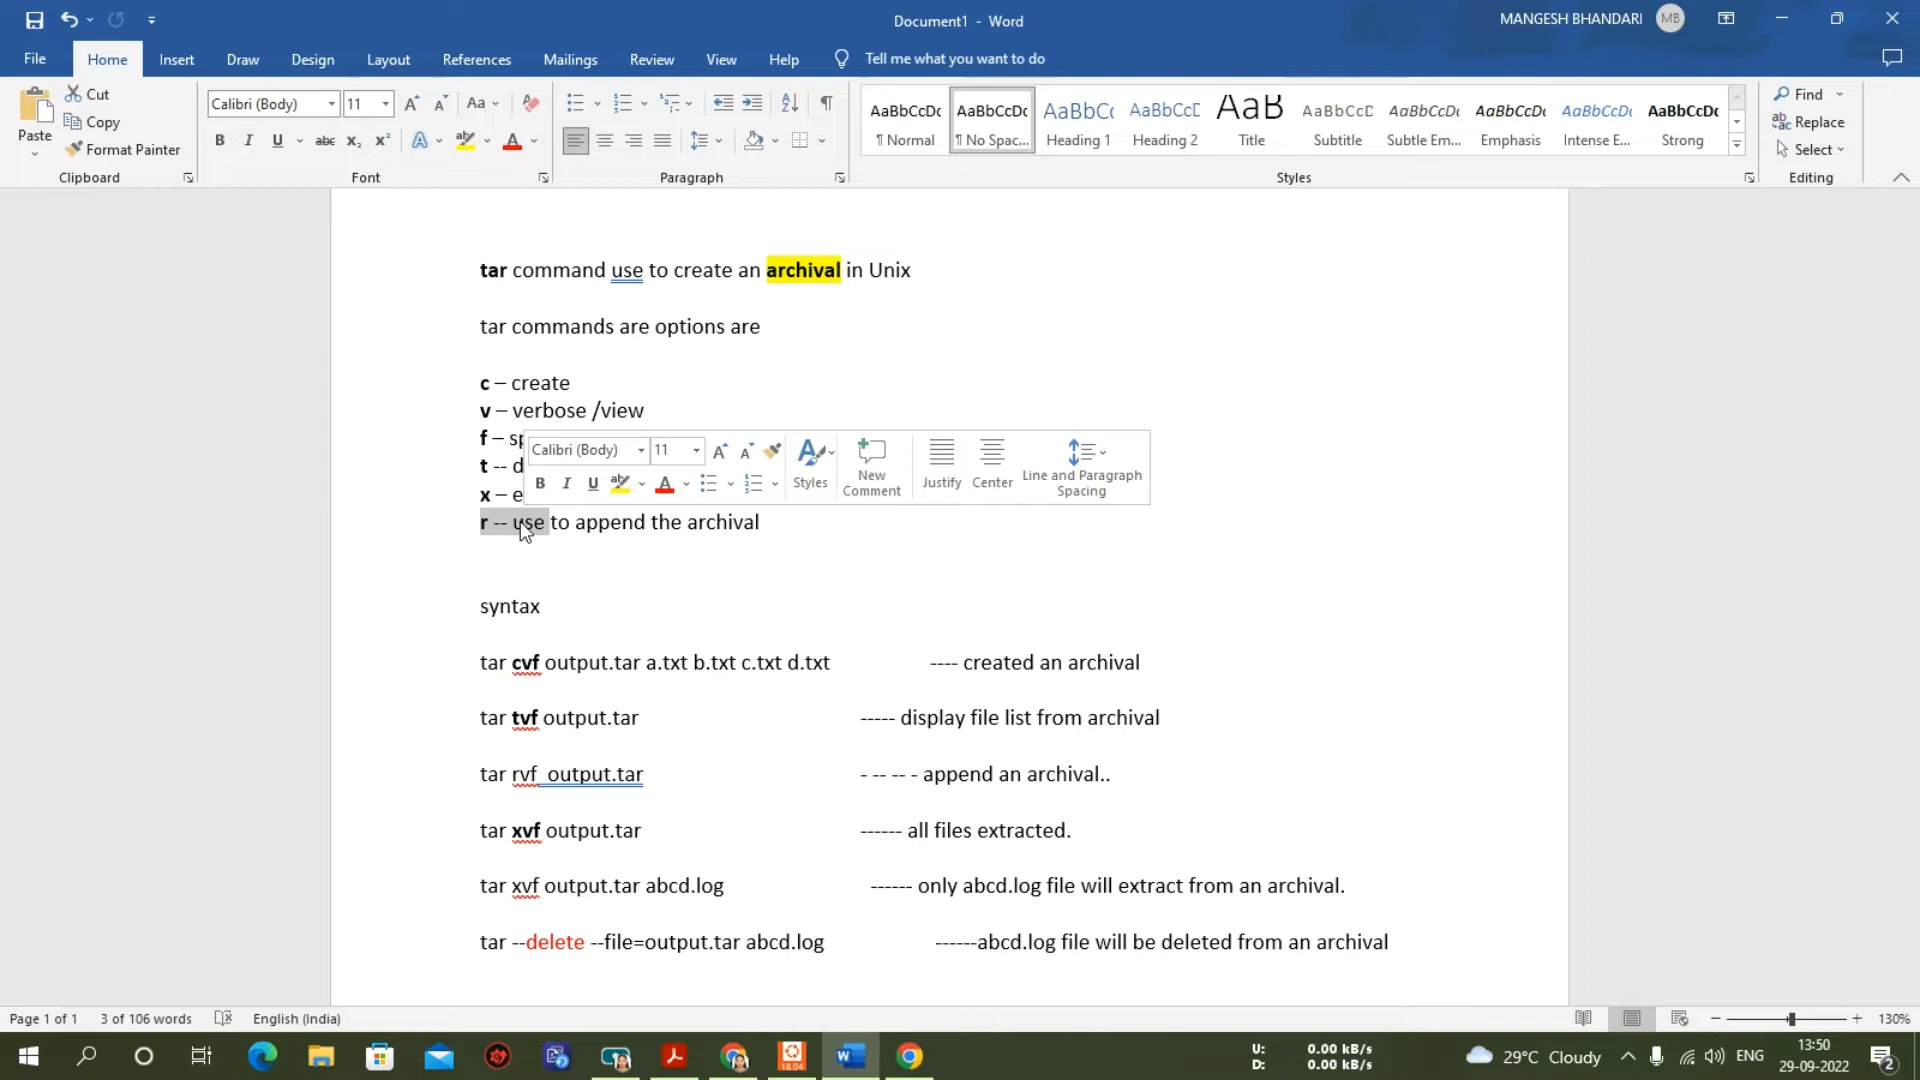 Document1 - Word
MANGESH BHANDARI MB
File Home Insert Draw Design Layout References Mailings Review View Help Tell me what you want to do
Paste
Cut
Copy
Format Painter
Clipboard
Calibri (Body) 11
Font
Paragraph
AaBbCcDc AaBbCcDc AaBbCc AaBbCcD AaB AaBbCcD AaBbCcDc AaBbCcDc AaBbCcDc AaBbCcDc
¶ Normal ¶ No Spac... Heading 1 Heading 2 Title Subtitle Subtle Em... Emphasis Intense E... Strong
Styles
Find
Replace
Select
Editing
tar command use to create an archival in Unix
tar commands are options are
c – create
v – verbose /view
f – sp
t -- d
x – e
r -- use to append the archival
Calibri (Body) 11
Styles
New Comment
Justify
Center
Line and Paragraph
Spacing
syntax
tar cvf output.tar a.txt b.txt c.txt d.txt ---- created an archival
tar tvf output.tar ----- display file list from archival
tar rvf output.tar - -- -- - append an archival..
tar xvf output.tar ------ all files extracted.
tar xvf output.tar abcd.log ------ only abcd.log file will extract from an archival.
tar --delete --file=output.tar abcd.log ------abcd.log file will be deleted from an archival
Page 1 of 1 3 of 106 words English (India) 130%
18.04
U: 0.00 kB/s
D: 0.00 kB/s
29°C Cloudy
ENG
13:50
29-09-2022
2